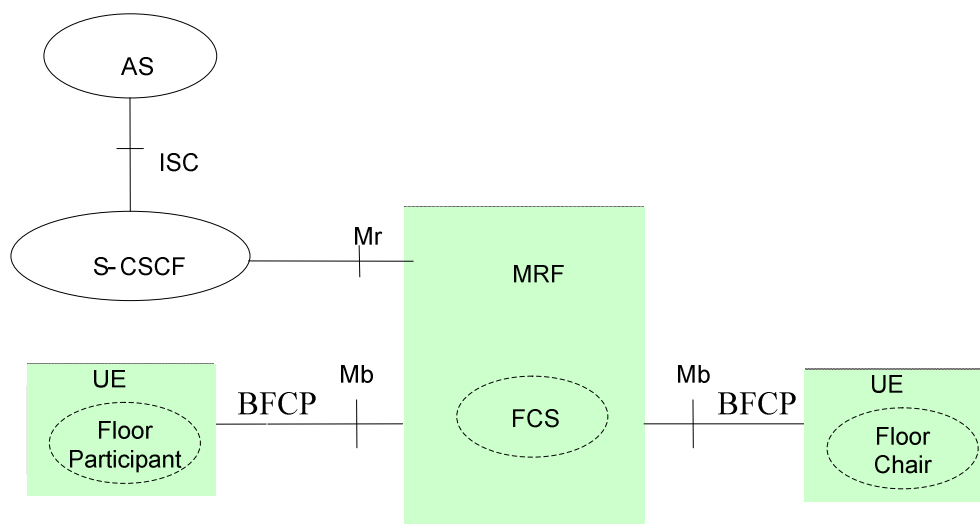 AS
ISC
S-CSCF
Mr
MRF
UE
Floor
Participant
BFCP
Mb
FCS
Mb
BFCP
UE
Floor
Chair